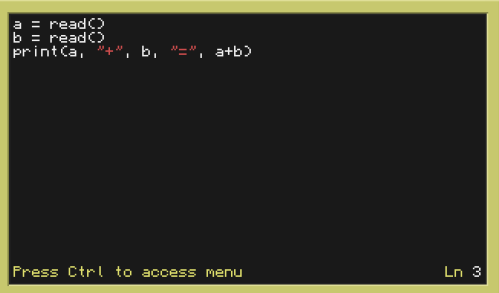 a = read()
b = read()
print(a, "+", b, "=", a+b)
Press Ctrl to access menu
Ln 3